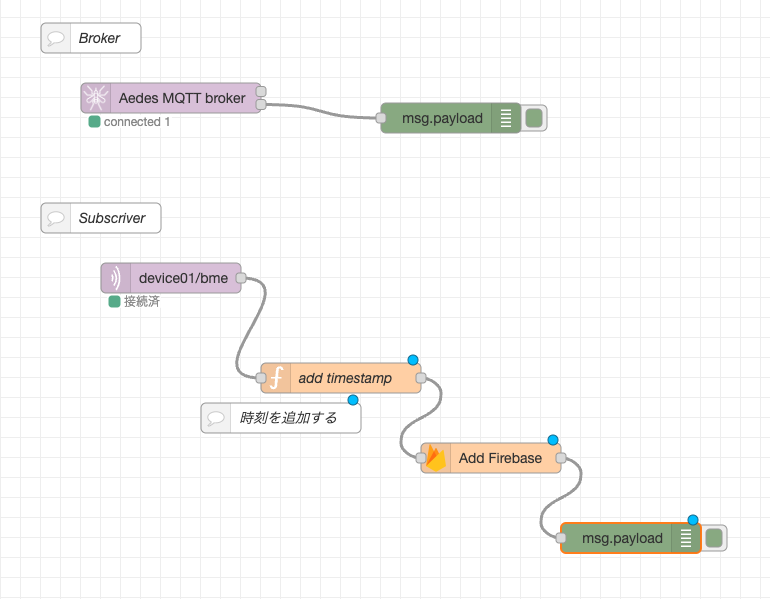 Broker
Aedes MQTT broker
connected 1
msg.payload
Subscriver
device01/bme
接続済
add timestamp
時刻を追加する
Add Firebase
msg.payload